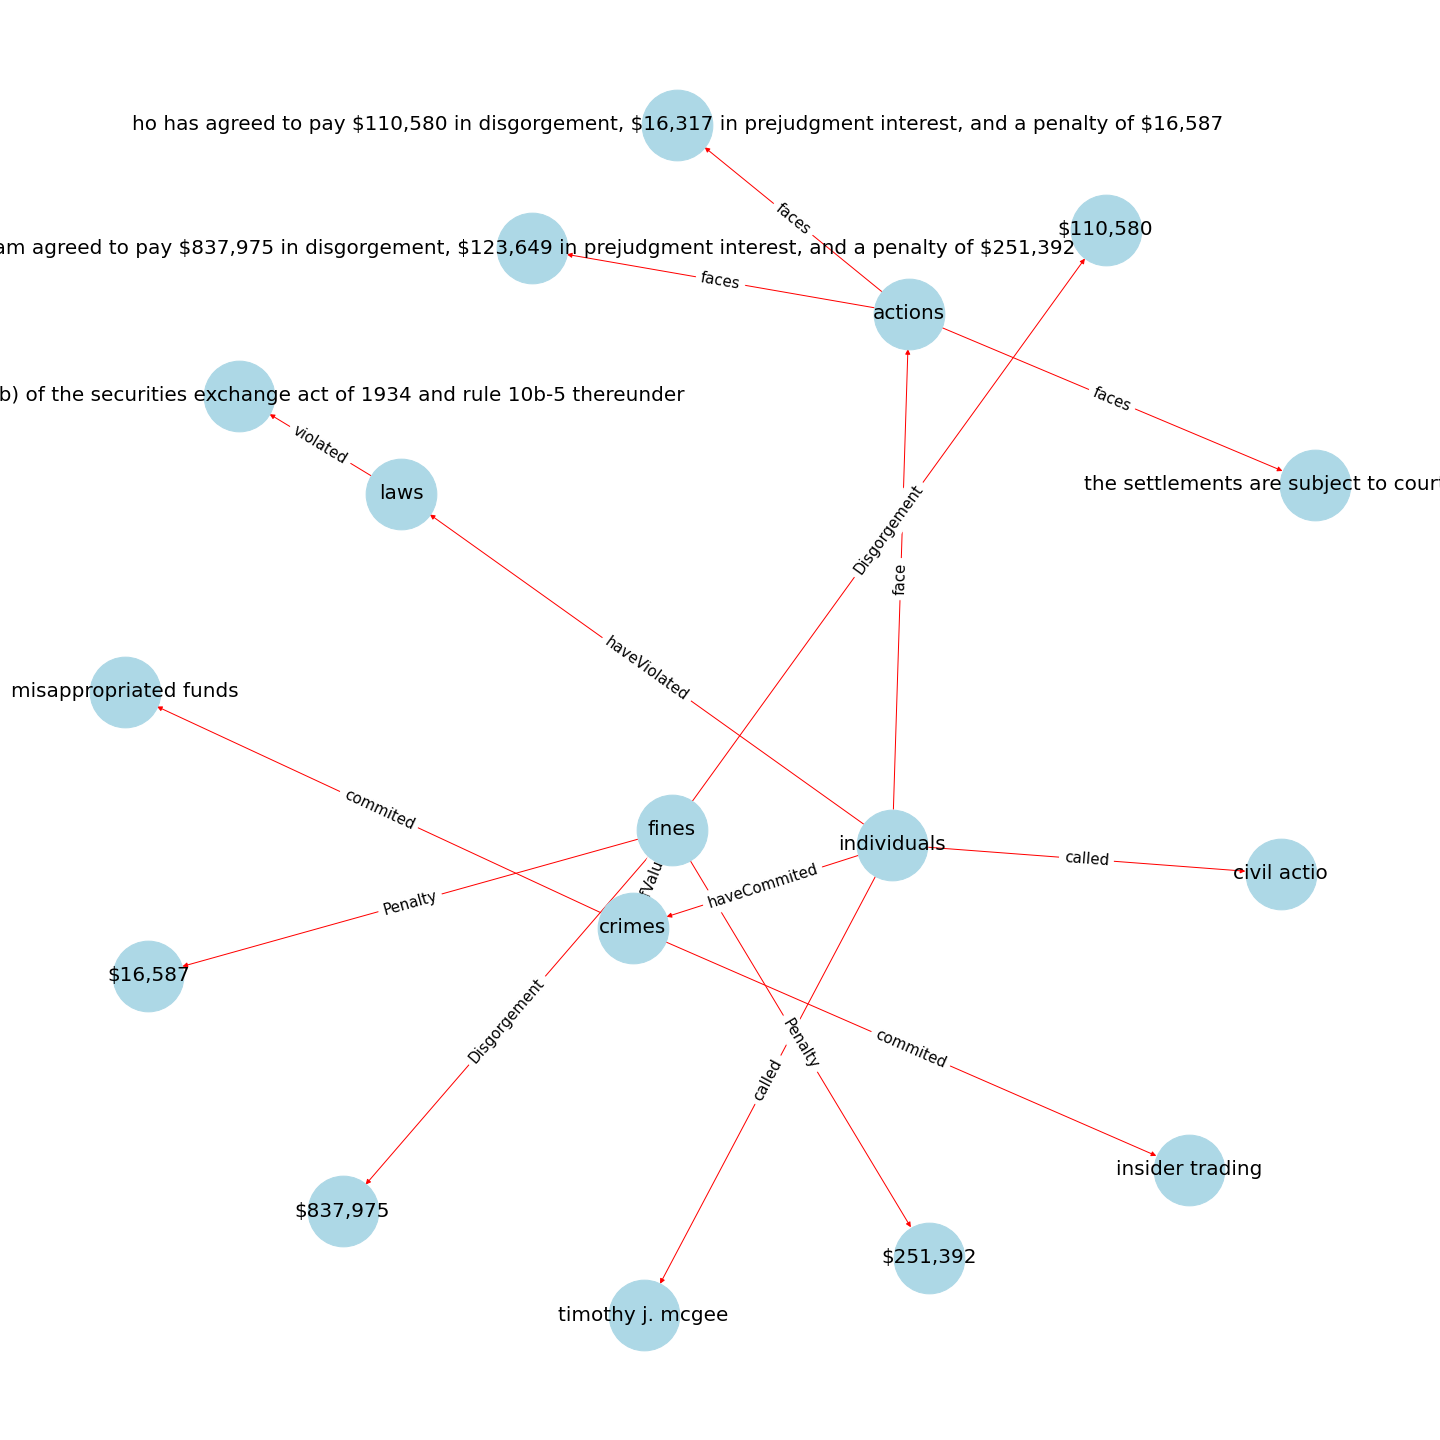 ho has agreed to pay $110,580 in disgorgement, $16,317 in prejudgment interest, and a penalty of $16,587
faces
$110,580
am agreed to pay $837,975 in disgorgement, $123,649 in prejudgment interest, and a penalty of $251,392
faces
actions
b) of the securities exchange act of 1934 and rule 10b-5 thereunder
faces
violated
laws
the settlements are subject to court
Disgorgement
face
haveViolated
misappropriated funds
commited
fines
individuals
called
civil actio
haveCommited
Penalty
crimes
$16,587
Disgorgement
Penalty
commited
called
insider trading
$837,975
$251,392
timothy j. mcgee